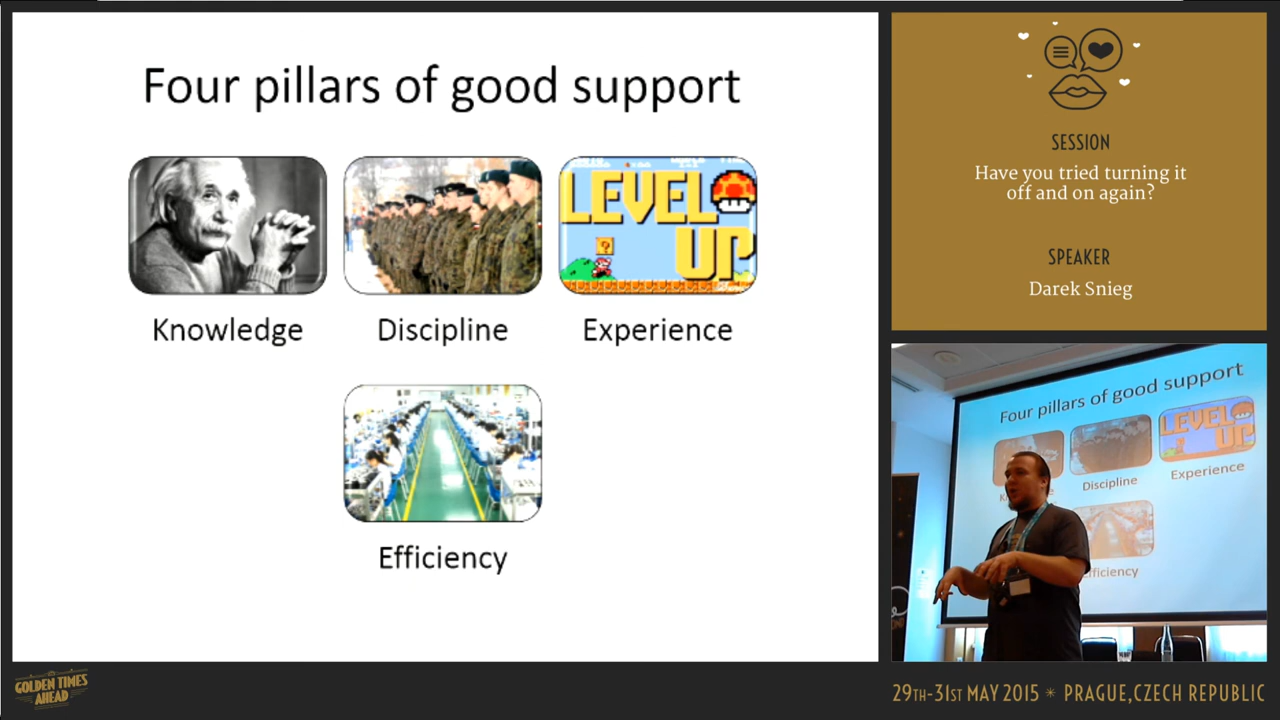 Four pillars of good support
LEVEL
UP
Knowledge
Discipline
Experience
Efficiency
SESSION
Have you tried turning it
off and on again?
SPEAKER
Darek Snieg
Four pillars of good support
LEVEL
UP
Discipline
Experience
Efficiency
GOLDEN TIMES
AHEAD
29TH-31ST MAY 2015 * PRAGUE, CZECH REPUBLIC